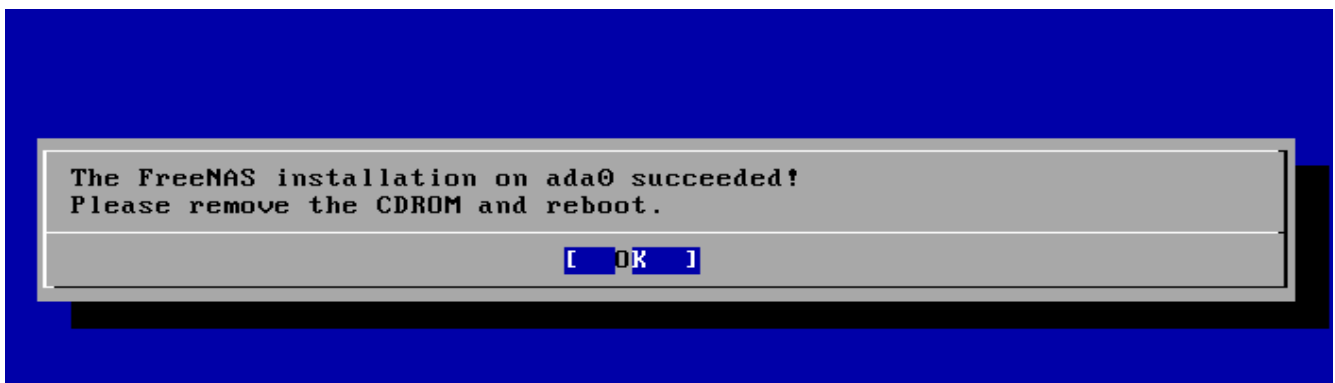 The FreeNAS installation on ada0 succeeded!
Please remove the CDROM and reboot.
[  OK  ]